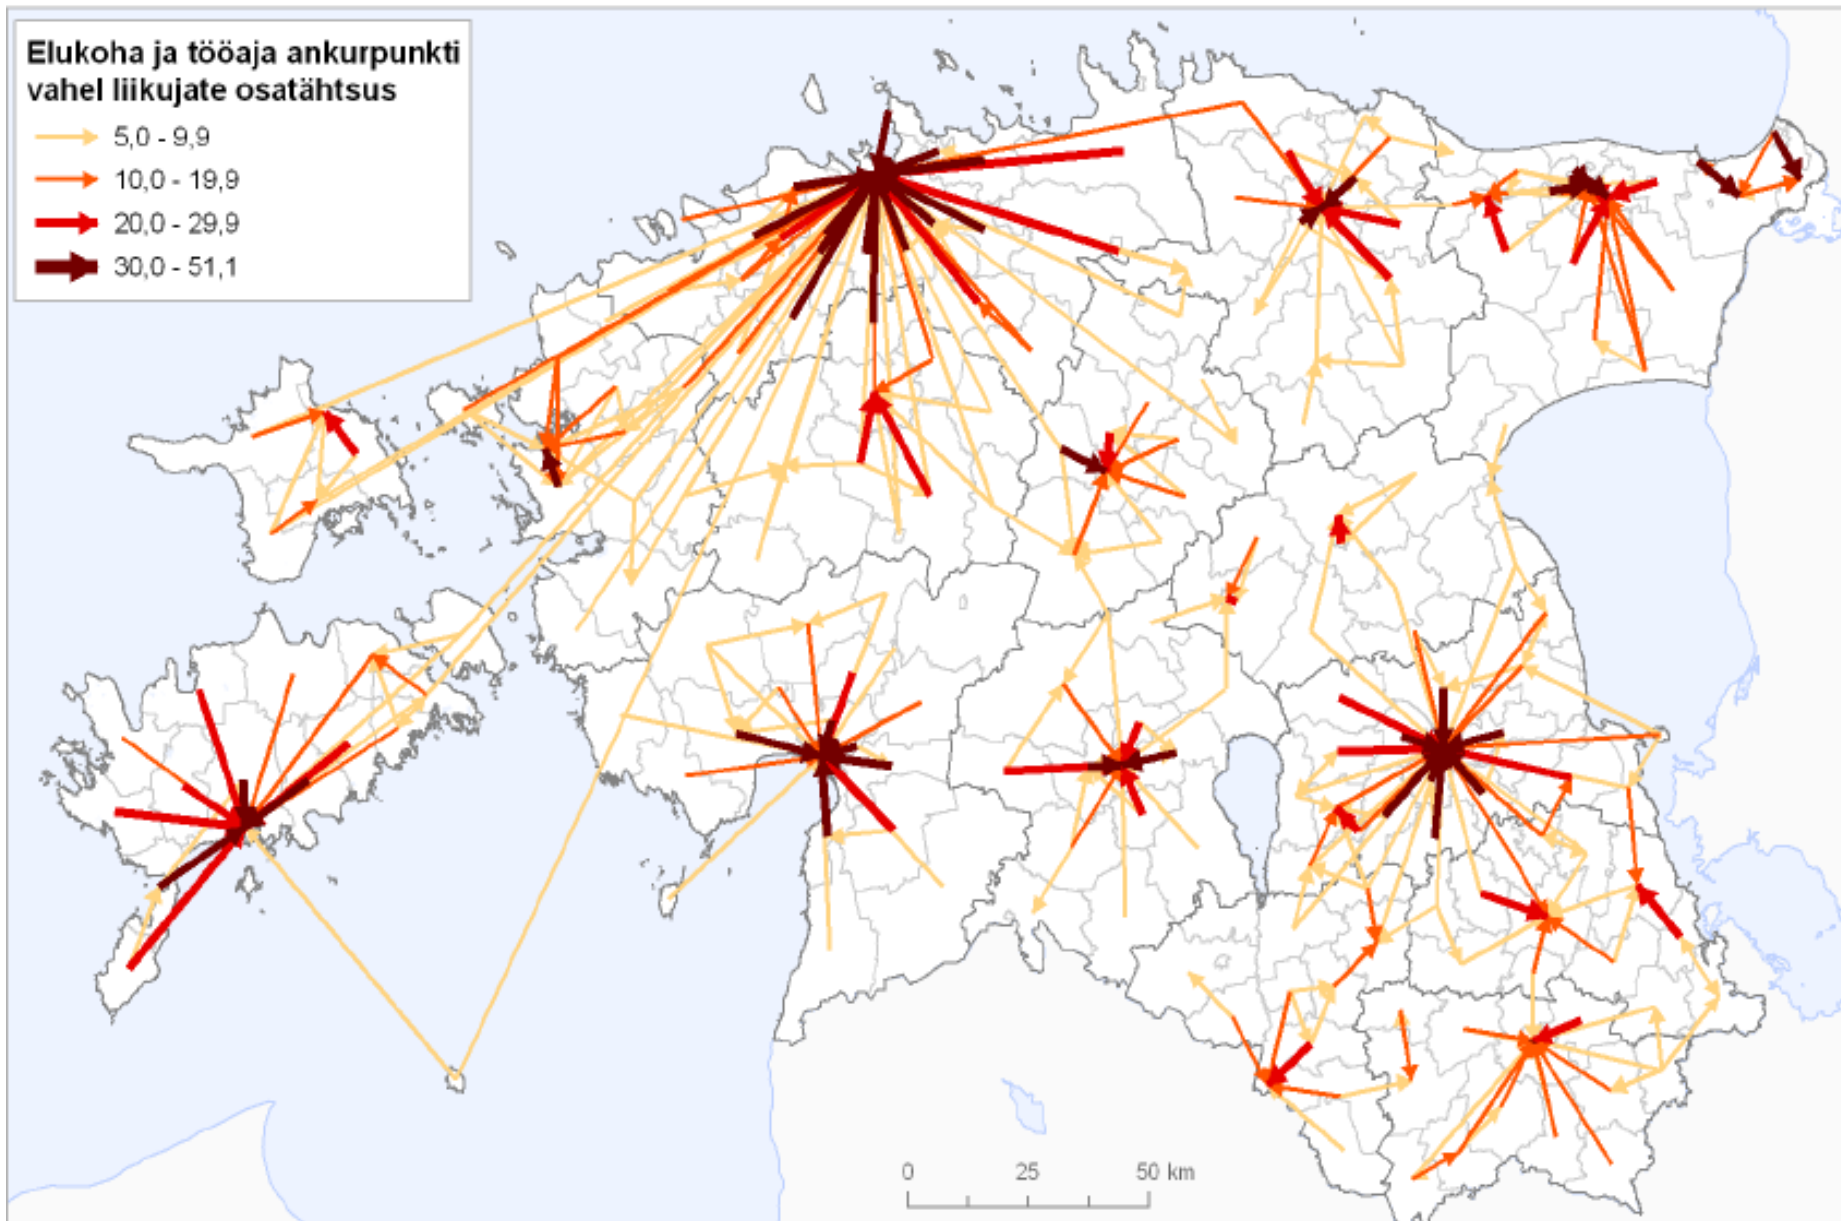 Elukoha ja tööaja ankurpunkti
vahel liikujate osatähtsus
5,0 - 9,9
10,0 - 19,9
20,0 - 29,9
30,0 - 51,1
0 25 50 km